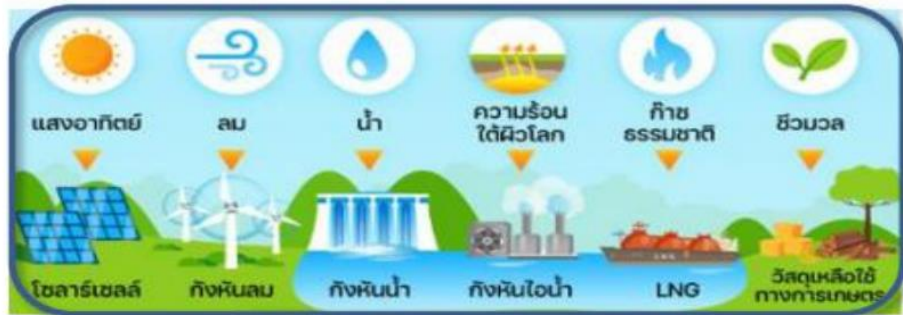 แสงอาทิตย์
ลม
น้ำ
ความร้อน
ใต้ผิวโลก
ก๊าซ
ธรรมชาติ
ชีวมวล
โซลาร์เซลล์
กังหันลม
กังหันน้ำ
กังหันไอน้ำ
LNG
วัสดุเหลือใช้
ทางการเกษตร